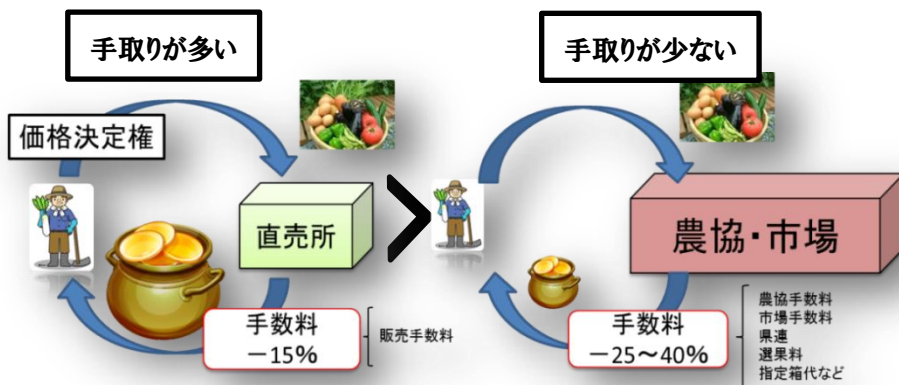 手取りが多い
手取りが少ない
価格決定権
直売所
>
農協・市場
手数料
－15%
販売手数料
手数料
－25～40%
農協手数料
市場手数料
県連
選果料
指定箱代など